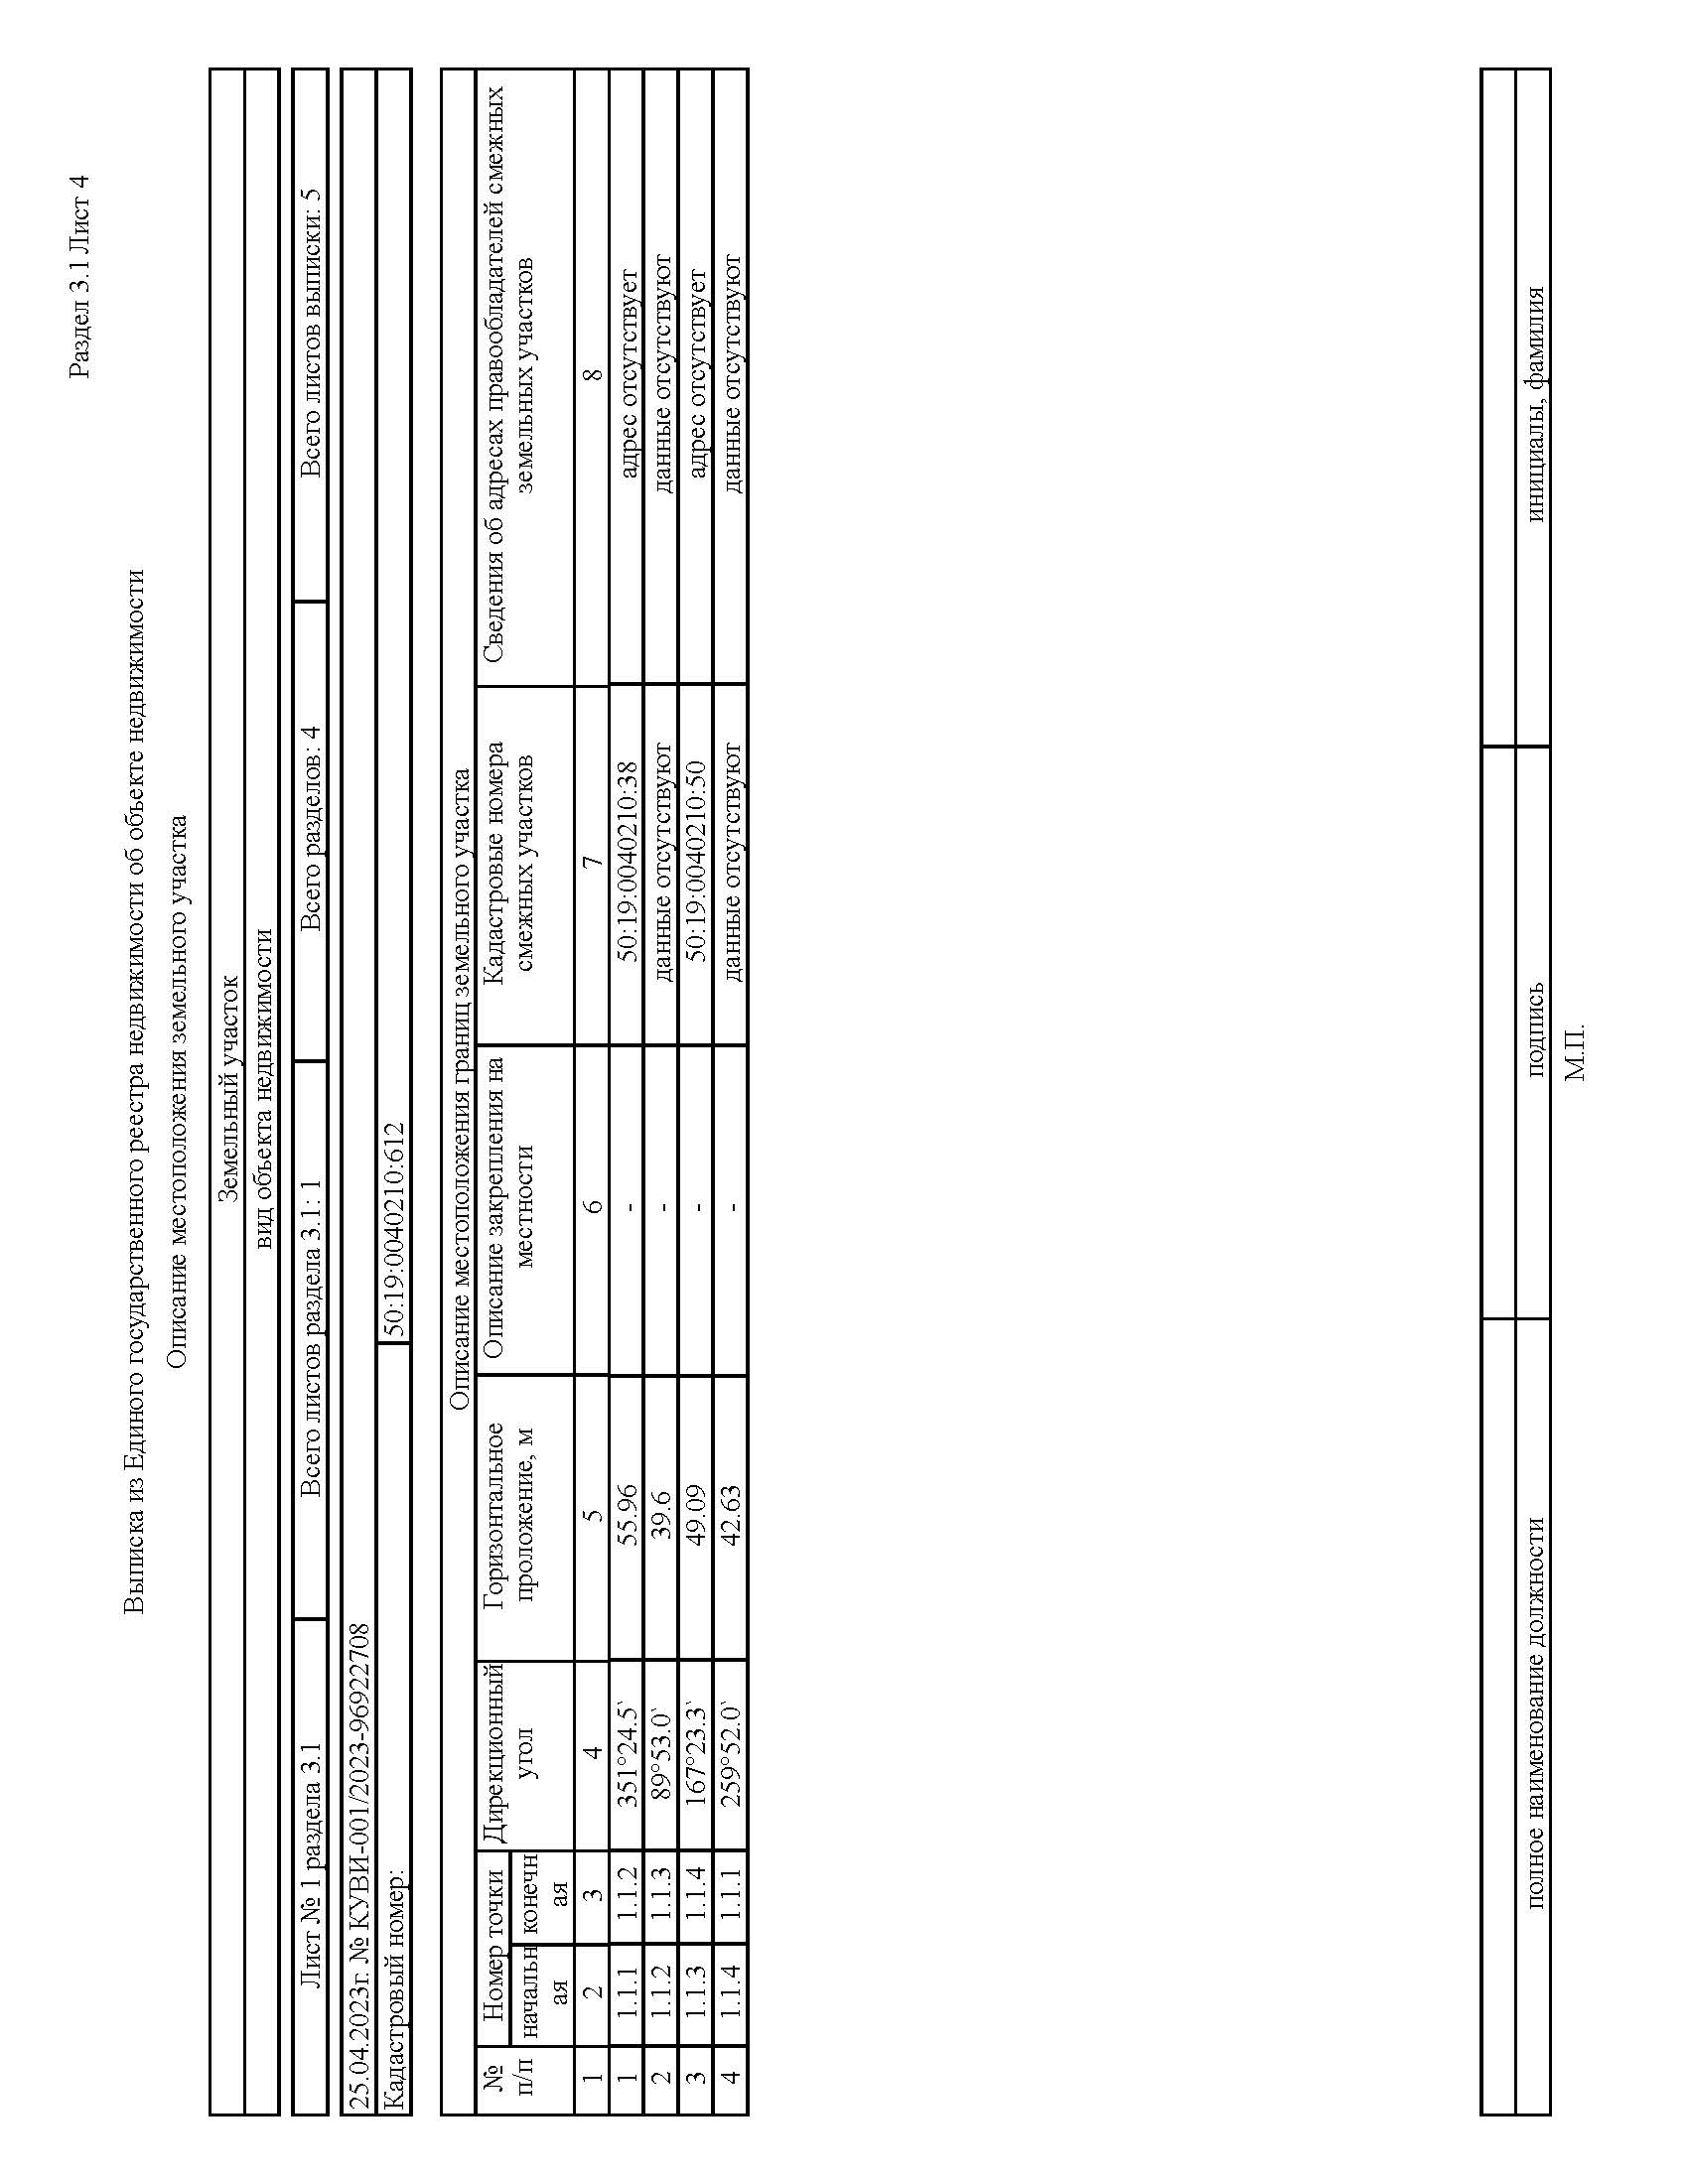 Раздел 3.1 Лист 4
Выписка из Единого государственного реестра недвижимости об объекте недвижимости
Описание местоположения земельного участка
Земельный участок
вид объекта недвижимости
Лист № 1 раздела 3.1 Всего листов раздела 3.1: 1 Всего разделов: 4 Всего листов выписки: 5
25.04.2023г. № КУВИ-001/2023-96922708
Кадастровый номер: 50:19:0040210:612
Описание местоположения границ земельного участка
№ Номер точки Дирекционный Горизонтальное Описание закрепления на Кадастровые номера Сведения об адресах правообладателей смежных
п/п начальн конечн угол проложение, м местности смежных участков земельных участков
ая ая
1 2 3 4 5 6 7 8
1 1.1.1 1.1.2 351°24.5` 55.96 - 50:19:0040210:38 адрес отсутствует
2 1.1.2 1.1.3 89°53.0` 39.6 - данные отсутствуют данные отсутствуют
3 1.1.3 1.1.4 167°23.3` 49.09 - 50:19:0040210:50 адрес отсутствует
4 1.1.4 1.1.1 259°52.0` 42.63 - данные отсутствуют данные отсутствуют
полное наименование должности подпись инициалы, фамилия
М.П.